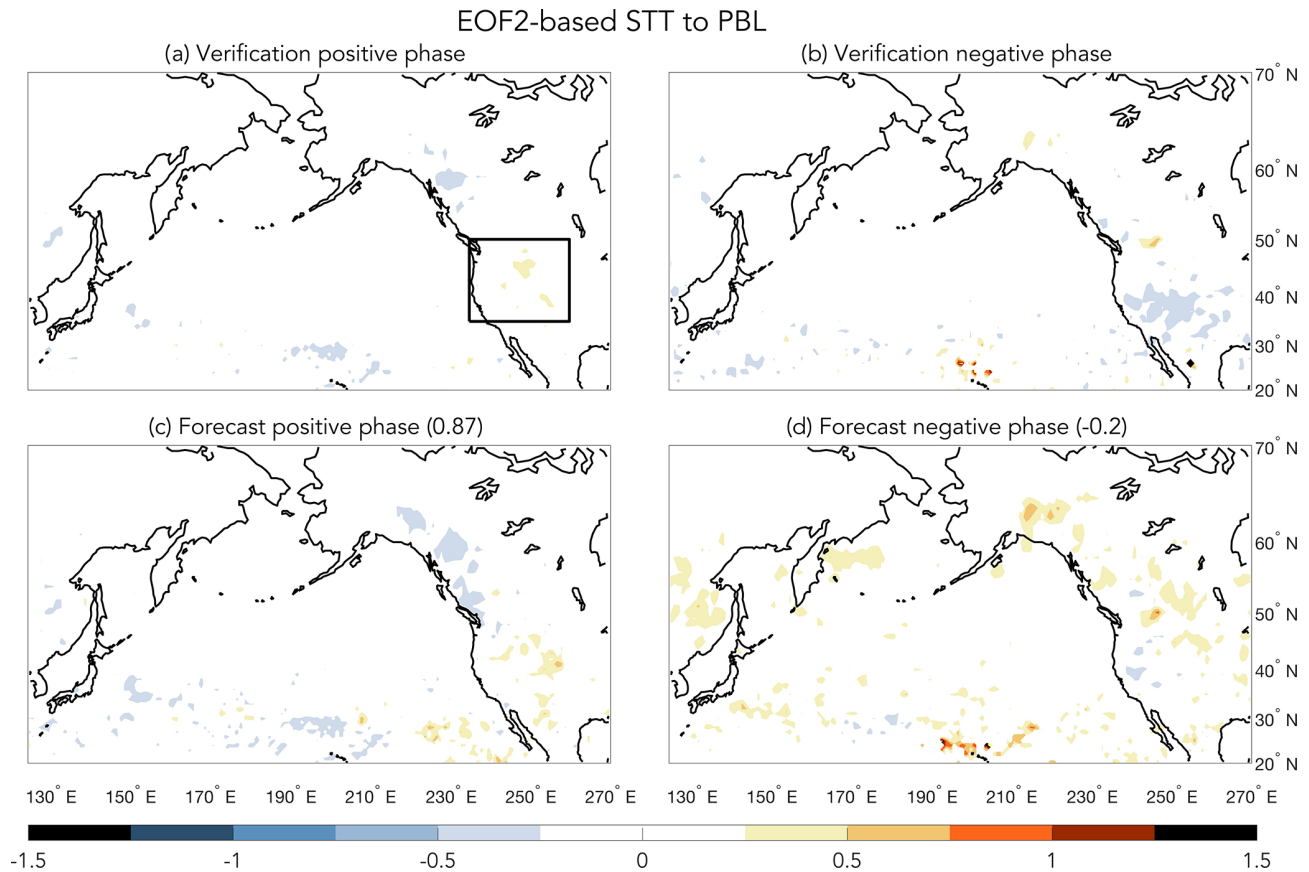 EOF2-based STT to PBL
(a) Verification positive phase
(b) Verification negative phase
70° N
60° N
50° N
40° N
30° N
20° N
(c) Forecast positive phase (0.87)
(d) Forecast negative phase (-0.2)
70° N
60° N
50° N
40° N
30° N
20° N
130° E 150° E 170° E 190° E 210° E 230° E 250° E 270° E
130° E 150° E 170° E 190° E 210° E 230° E 250° E 270° E
-1.5 -1 -0.5 0 0.5 1 1.5